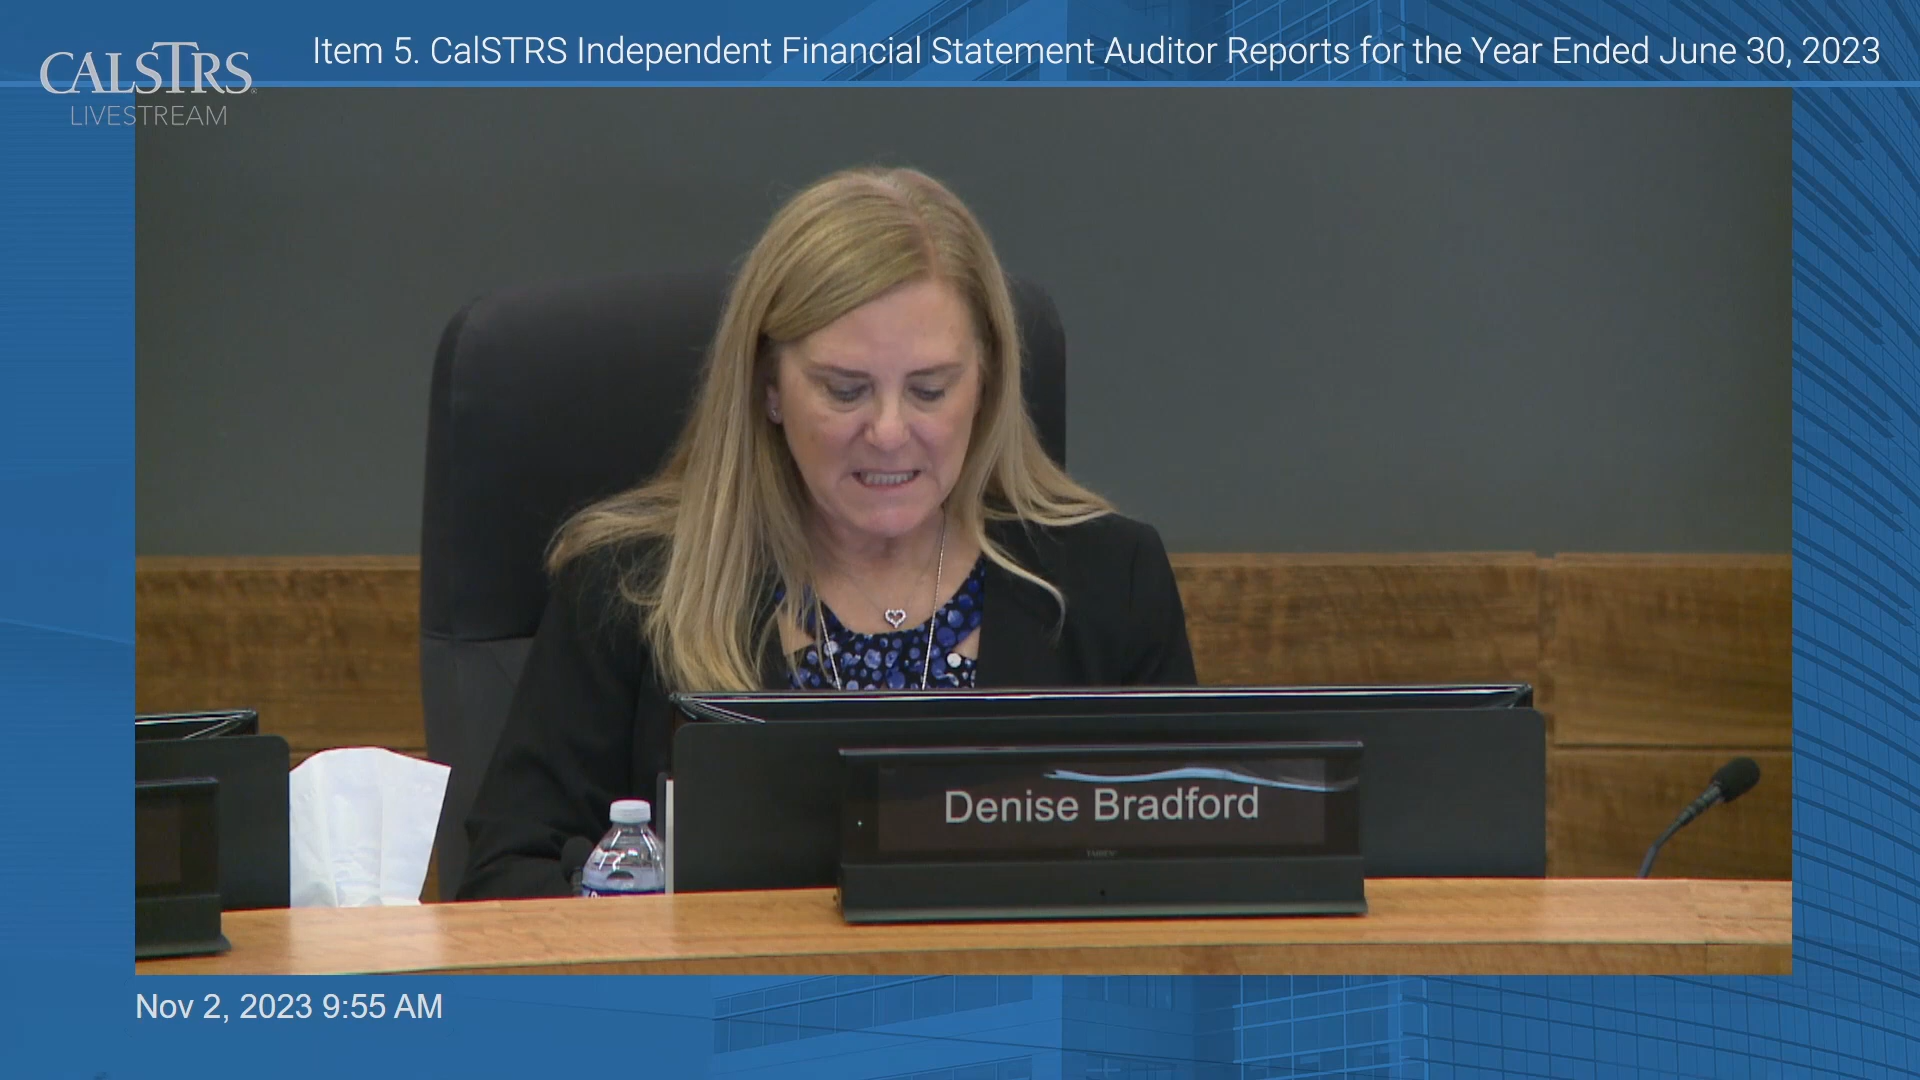 Item 5. CalSTRS Independent Financial Statement Auditor Reports for the Year Ended June 30, 2023
CALSTRS
LIVESTREAM
Denise Bradford
Nov 2, 2023 9:55 AM